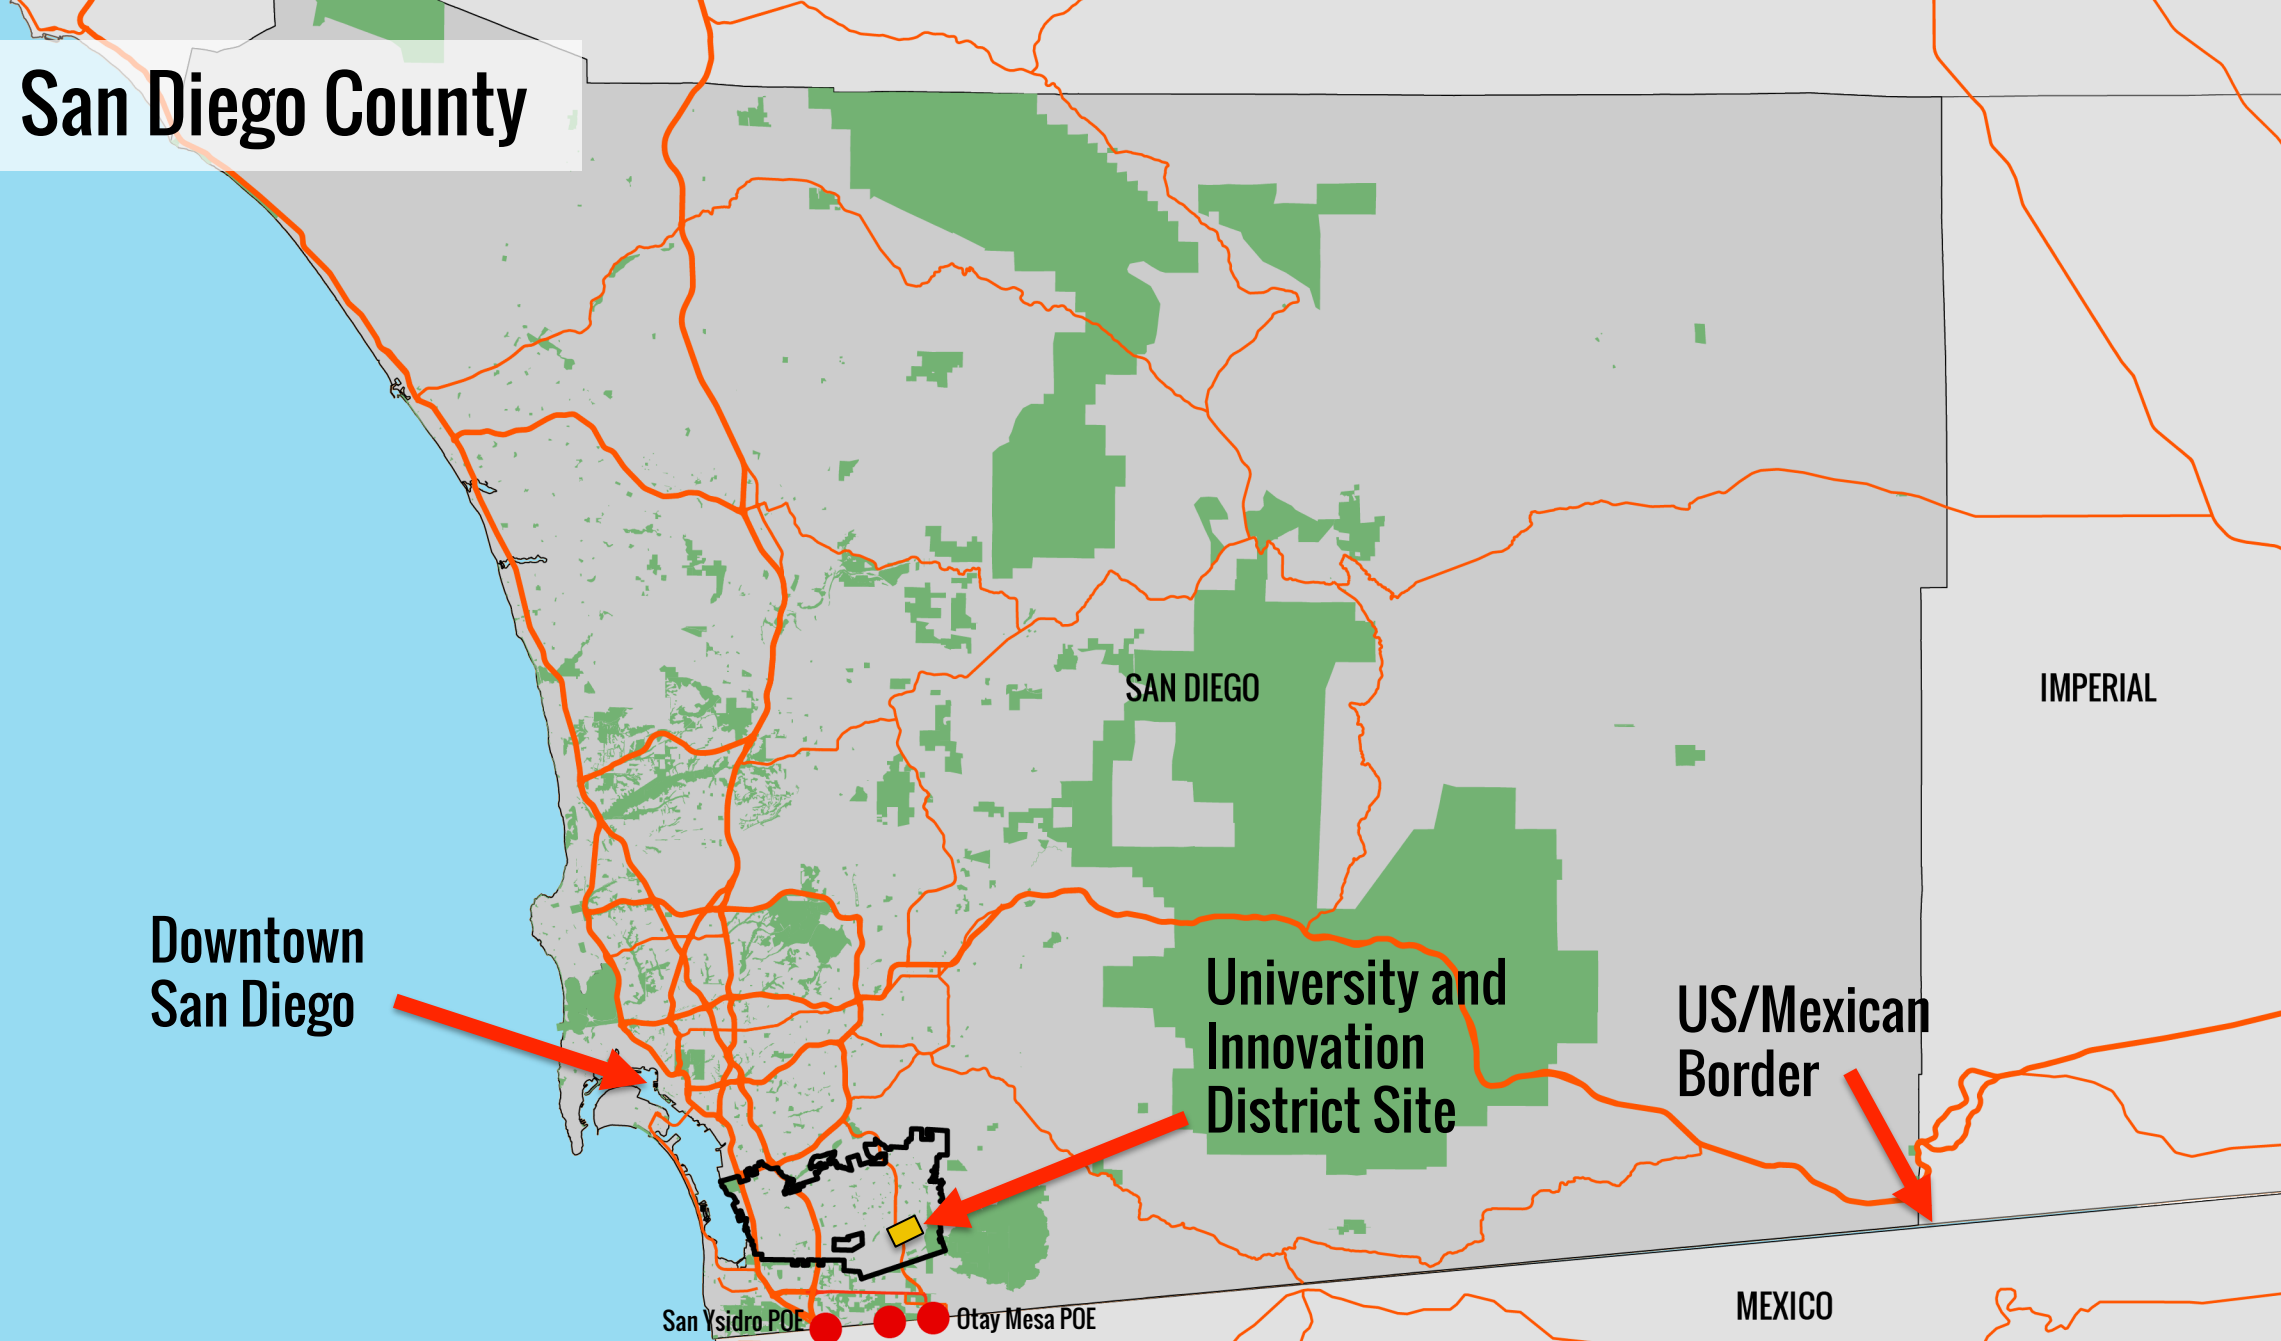 San Diego County
SAN DIEGO
IMPERIAL
Downtown
San Diego
University and
Innovation
District Site
US/Mexican
Border
San Ysidro POE
Otay Mesa POE
MEXICO